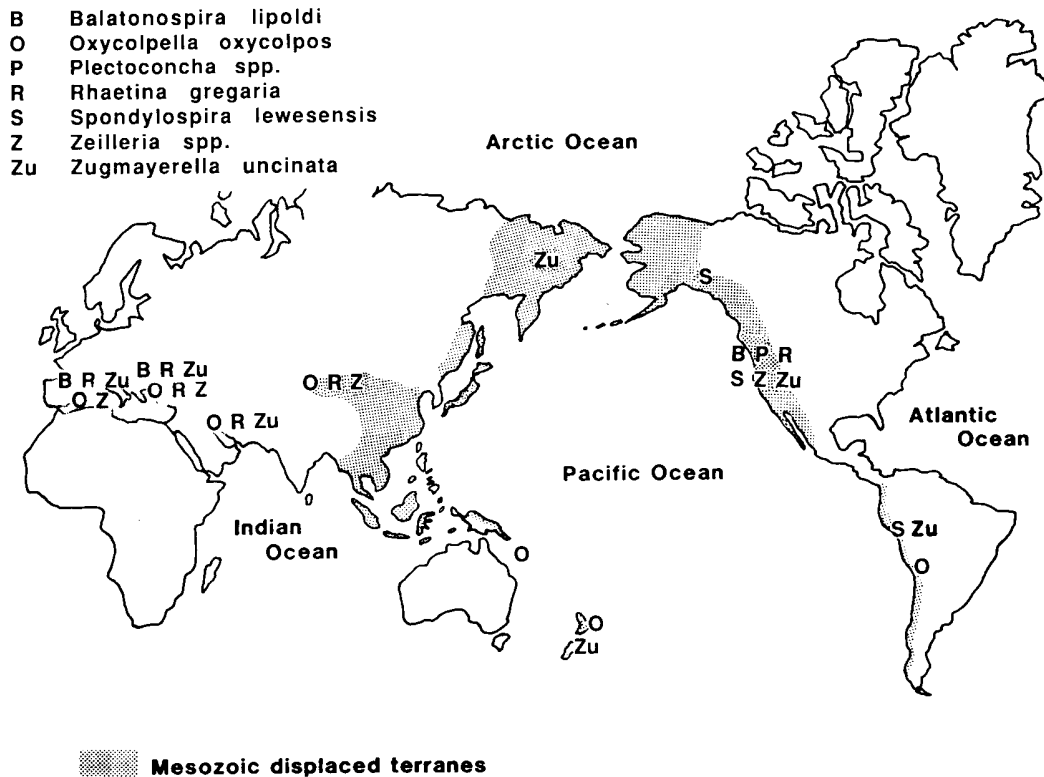 B Balatonospira lipoldi
O Oxycolpella oxycolpos
P Plectoconcha spp.
R Rhaetina gregaria
S Spondylospira lewesensis
Z Zeilleria spp.
Zu Zugmayerella uncinata
Arctic Ocean
Zu
S
B P R
S Z Zu
B R Zu
O Z
B R Zu
O R Z
O R Z
O R Zu
Atlantic
Ocean
Pacific Ocean
Indian
Ocean
S Zu
O
O
O
Zu
Mesozoic displaced terranes